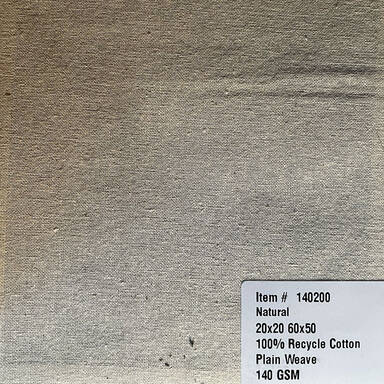 Item # 140200
Natural
20x20 60x50
100% Recycle Cotton
Plain Weave
140 GSM